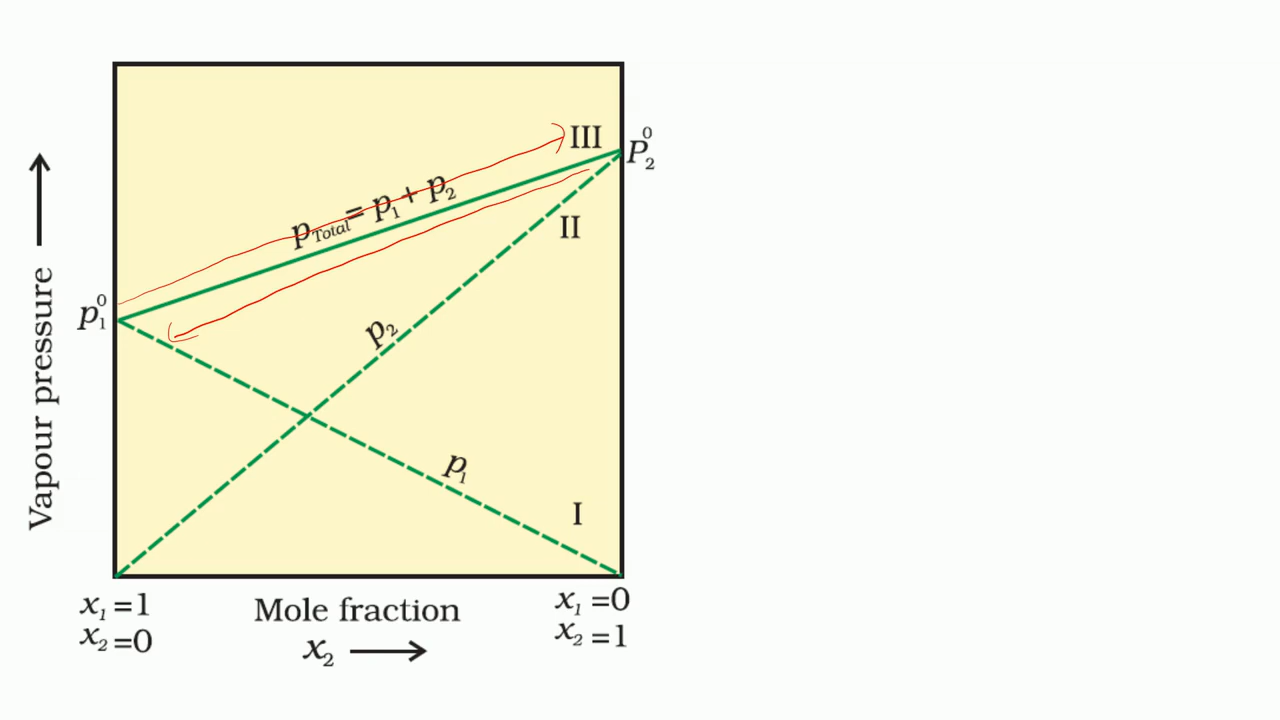 III
P₂⁰
p_Total = p₁ + p₂
II
p₁⁰
p₂
Vapour pressure
p₁
I
x₁ =1
x₂ =0
Mole fraction
x₂
x₁ =0
x₂ =1